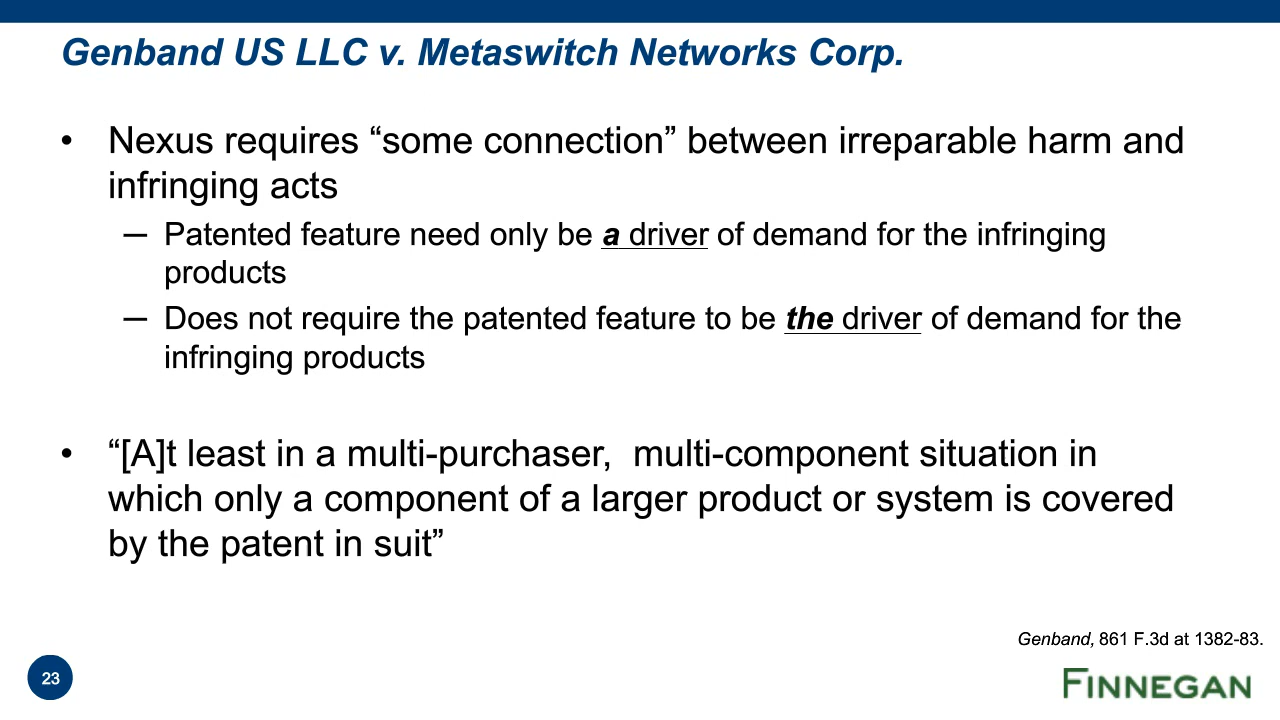 Genband US LLC v. Metaswitch Networks Corp.
• Nexus requires “some connection” between irreparable harm and
infringing acts
— Patented feature need only be a driver of demand for the infringing
products
— Does not require the patented feature to be the driver of demand for the
infringing products
• “[A]t least in a multi-purchaser,  multi-component situation in
which only a component of a larger product or system is covered
by the patent in suit”
Genband, 861 F.3d at 1382-83.
23
FINNEGAN